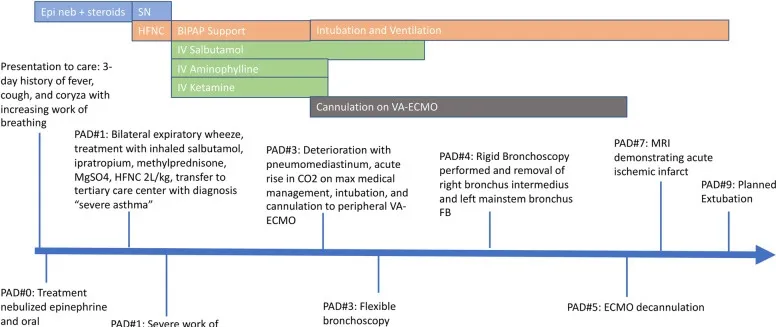 Epi neb + steroids
SN
HFNC
BIPAP Support
Intubation and Ventilation
IV Salbutamol
IV Aminophylline
IV Ketamine
Cannulation on VA-ECMO
Presentation to care: 3-
day history of fever,
cough, and coryza with
increasing work of
breathing
PAD#1: Bilateral expiratory wheeze,
treatment with inhaled salbutamol,
ipratropium, methylprednisone,
MgSO4, HFNC 2L/kg, transfer to
tertiary care center with diagnosis
“severe asthma”
PAD#3: Deterioration with
pneumomediastinum, acute
rise in CO2 on max medical
management, intubation, and
cannulation to peripheral VA-
ECMO
PAD#4: Rigid Bronchoscopy
performed and removal of
right bronchus intermedius
and left mainstem bronchus
FB
PAD#7: MRI
demonstrating acute
ischemic infarct
PAD#9: Planned
Extubation
PAD#0: Treatment
nebulized epinephrine
and oral
PAD#1: Severe work of
PAD#3: Flexible
bronchoscopy
PAD#5: ECMO decannulation